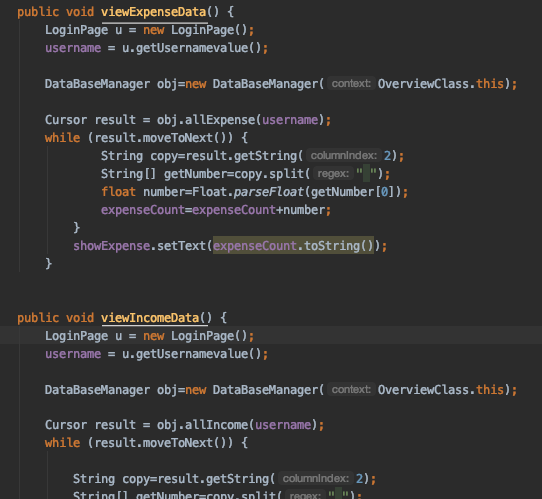 public void viewExpenseData() {
LoginPage u = new LoginPage();
username = u.getUsernamevalue();
DataBaseManager obj=new DataBaseManager( context: OverviewClass.this);
Cursor result = obj.allExpense(username);
while (result.moveToNext()) {
String copy=result.getString( columnIndex: 2);
String[] getNumber=copy.split( regex: " ");
float number=Float.parseFloat(getNumber[0]);
expenseCount=expenseCount+number;
}
showExpense.setText(expenseCount.toString());
}
public void viewIncomeData() {
LoginPage u = new LoginPage();
username = u.getUsernamevalue();
DataBaseManager obj=new DataBaseManager( context: OverviewClass.this);
Cursor result = obj.allIncome(username);
while (result.moveToNext()) {
String copy=result.getString( columnIndex: 2);
String[] getNumber=copy.split( regex: " ");